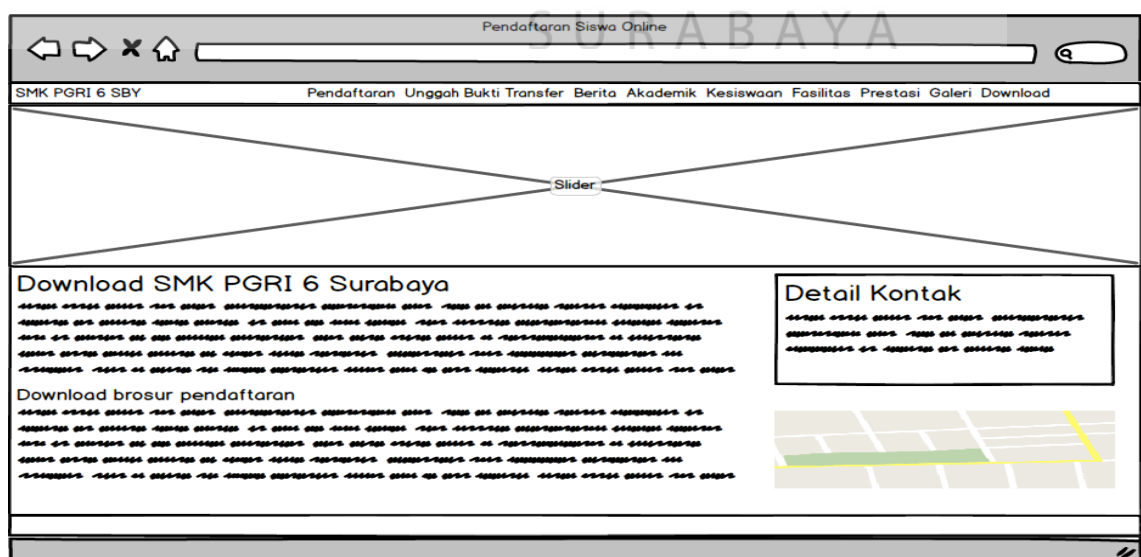 SURABAYA
Pendaftaran Siswa Online
SMK PGRI 6 SBY Pendaftaran Unggah Bukti Transfer Berita Akademik Kesiswaan Fasilitas Prestasi Galeri Download
Slider
Download SMK PGRI 6 Surabaya
Download brosur pendaftaran
Detail Kontak